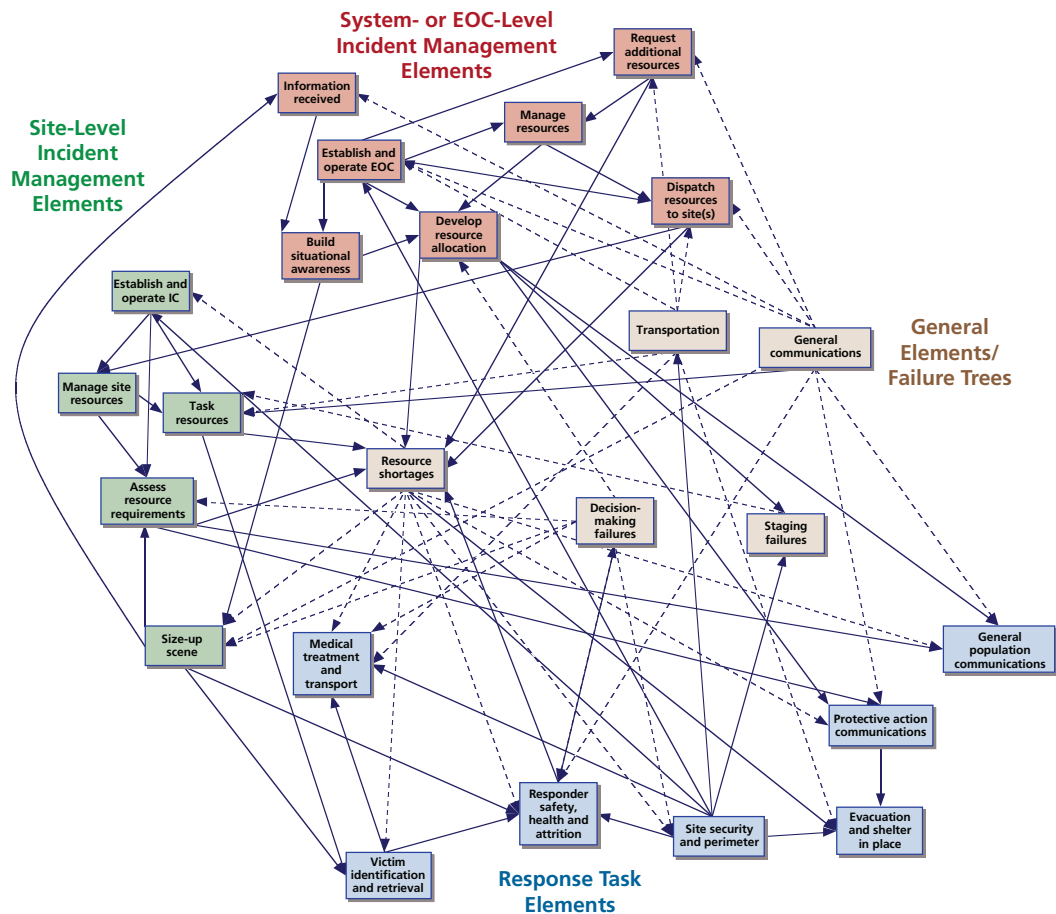 System- or EOC-Level
Incident Management
Elements
Request
additional
resources
Information
received
Manage
resources
Site-Level
Incident
Management
Elements
Establish and
operate EOC
Dispatch
resources
to site(s)
Develop
resource
allocation
Build
situational
awareness
Establish and
operate IC
Transportation
General
communications
General
Elements/
Failure Trees
Manage site
resources
Task
resources
Resource
shortages
Assess
resource
requirements
Decision-
making
failures
Staging
failures
Size-up
scene
Medical
treatment
and
transport
General
population
communications
Protective action
communications
Responder
safety,
health and
attrition
Site security
and perimeter
Evacuation
and shelter
in place
Victim
identification
and retrieval
Response Task
Elements